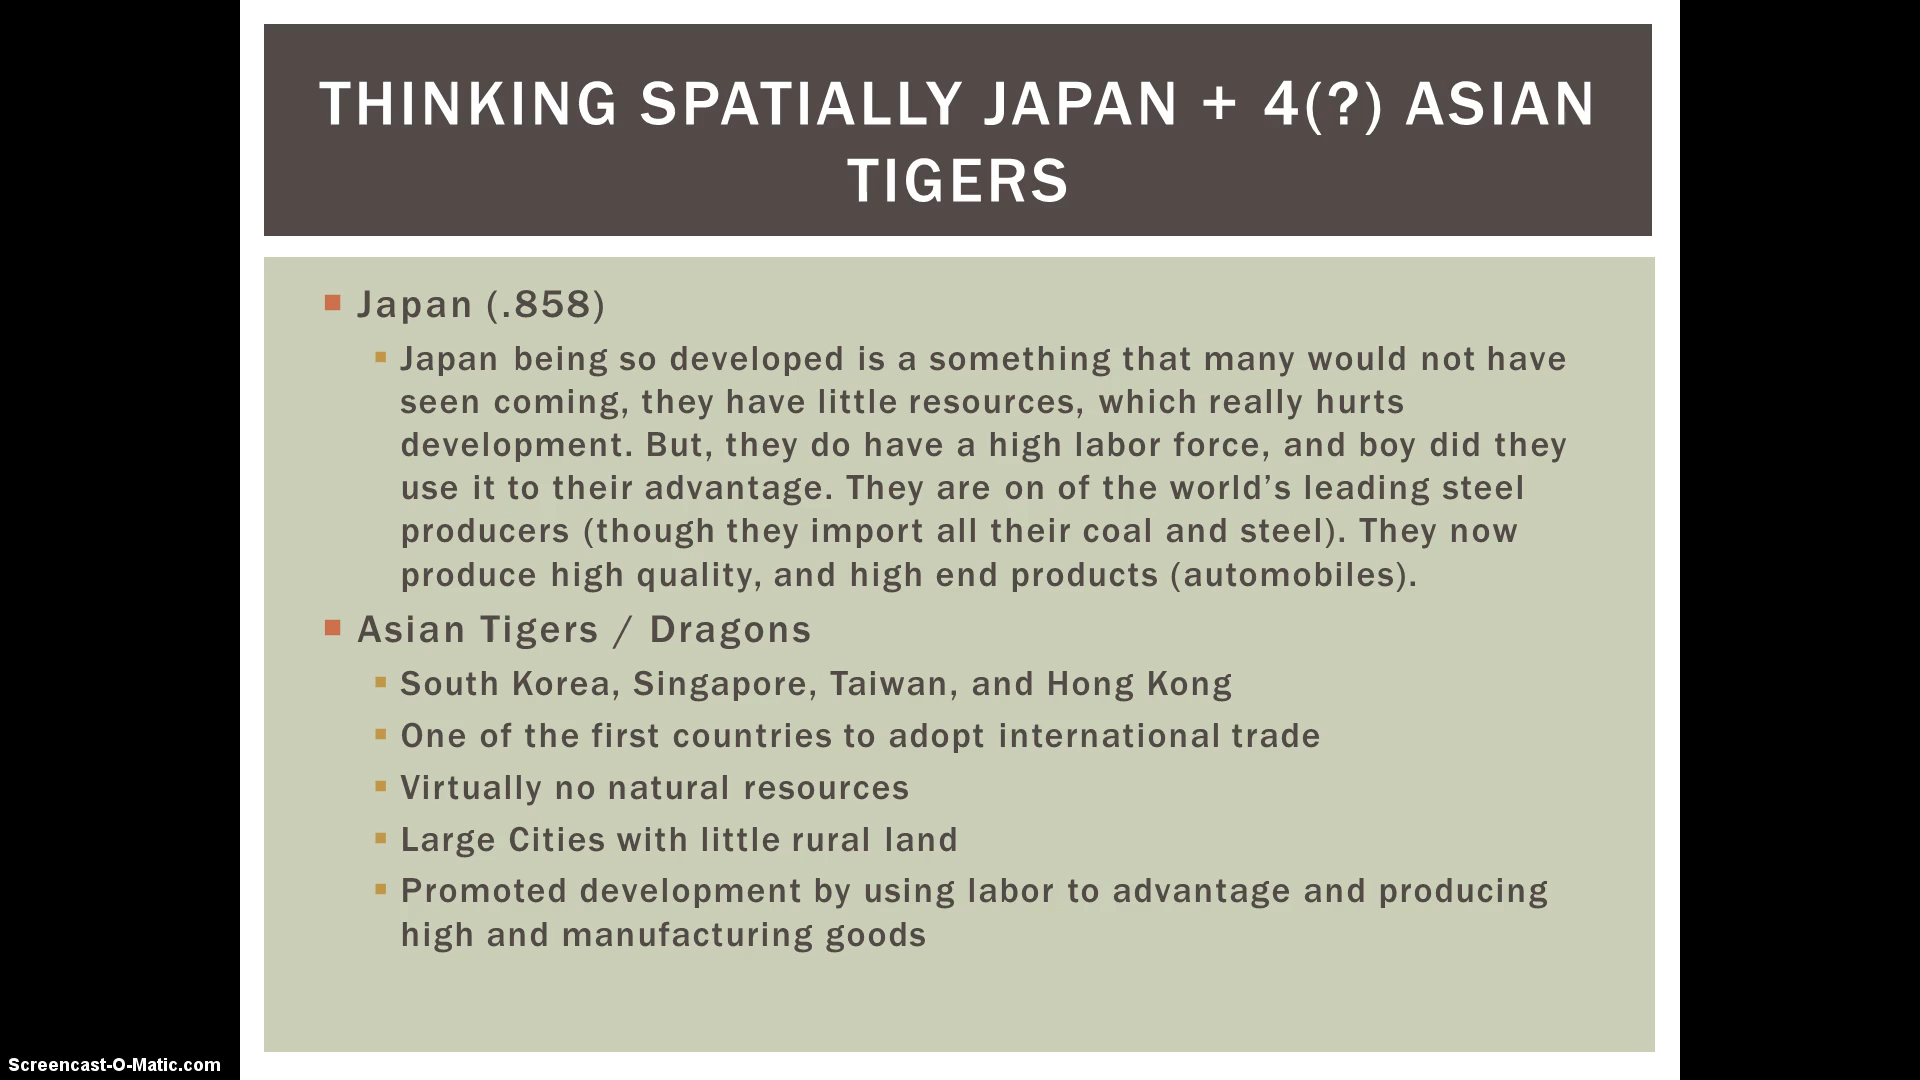 THINKING SPATIALLY JAPAN + 4(?) ASIAN
TIGERS
Japan (.858)
Japan being so developed is a something that many would not have
seen coming, they have little resources, which really hurts
development. But, they do have a high labor force, and boy did they
use it to their advantage. They are on of the world’s leading steel
producers (though they import all their coal and steel). They now
produce high quality, and high end products (automobiles).
Asian Tigers / Dragons
South Korea, Singapore, Taiwan, and Hong Kong
One of the first countries to adopt international trade
Virtually no natural resources
Large Cities with little rural land
Promoted development by using labor to advantage and producing
high and manufacturing goods
Screencast-O-Matic.com